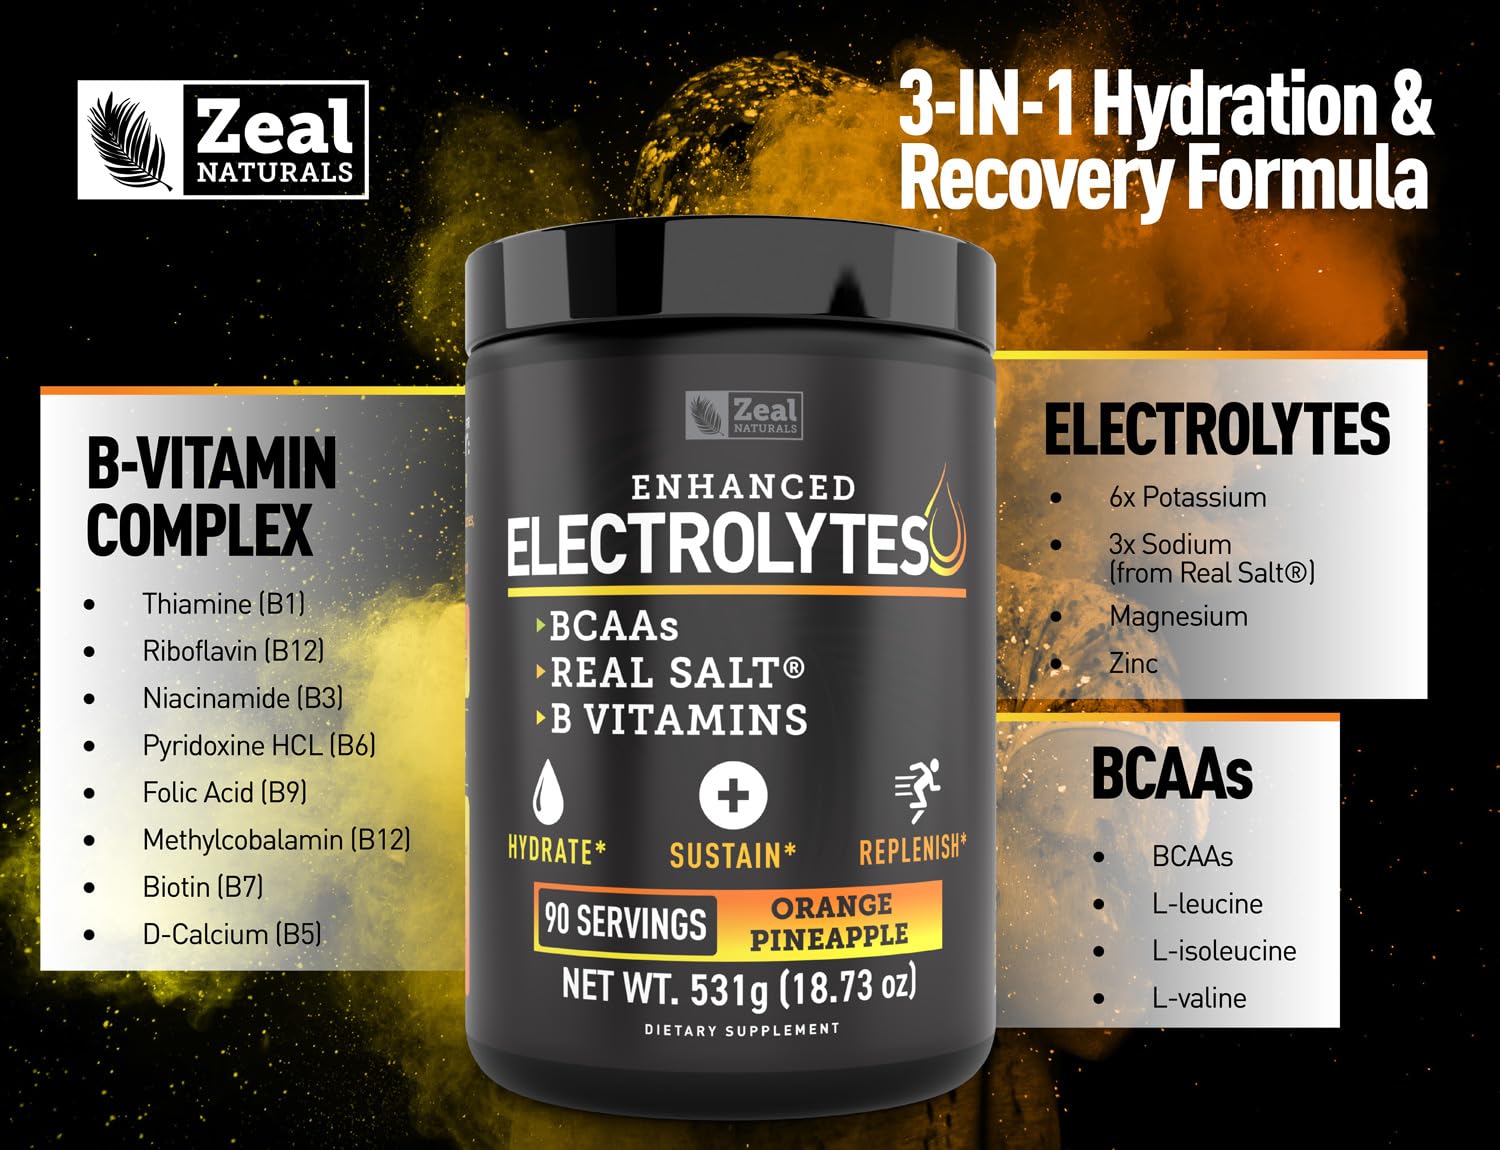 Zeal
NATURALS
3-IN-1 Hydration &
Recovery Formula
B-VITAMIN
COMPLEX
• Thiamine (B1)
• Riboflavin (B12)
• Niacinamide (B3)
• Pyridoxine HCL (B6)
• Folic Acid (B9)
• Methylcobalamin (B12)
• Biotin (B7)
• D-Calcium (B5)
Zeal
NATURALS
ENHANCED
ELECTROLYTES
BCAAs
REAL SALT®
B VITAMINS
HYDRATE*
SUSTAIN*
REPLENISH*
90 SERVINGS
ORANGE
PINEAPPLE
NET WT. 531g (18.73 oz)
DIETARY SUPPLEMENT
ELECTROLYTES
• 6x Potassium
• 3x Sodium
(from Real Salt®)
• Magnesium
• Zinc
BCAAs
• BCAAs
• L-leucine
• L-isoleucine
• L-valine